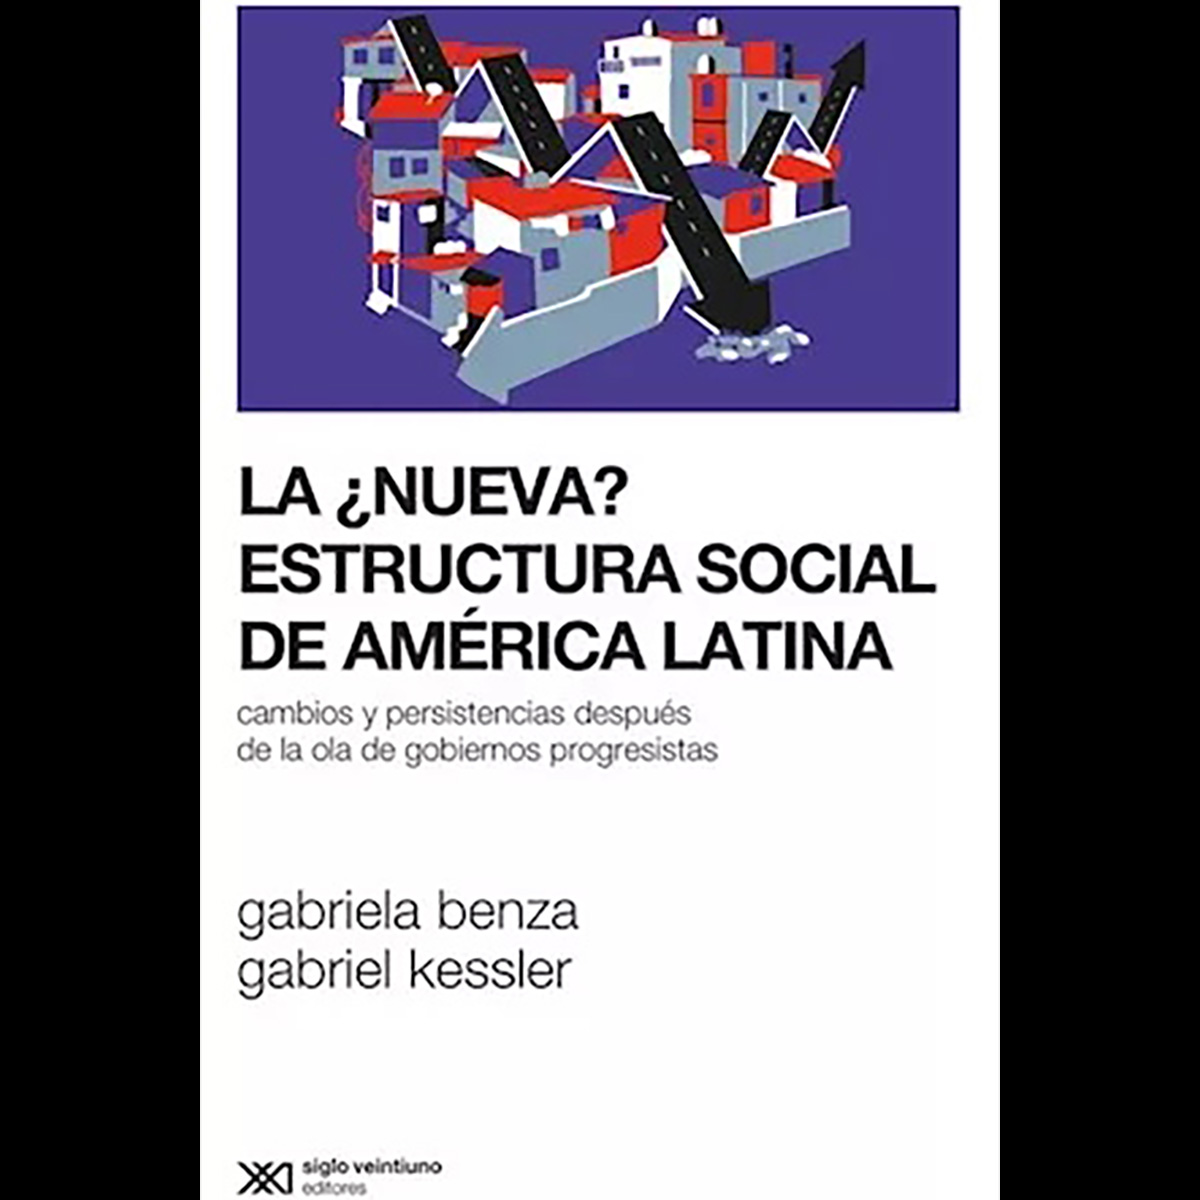 LA ¿NUEVA?
ESTRUCTURA SOCIAL
DE AMÉRICA LATINA
cambios y persistencias después
de la ola de gobiernos progresistas
gabriela benza
gabriel kessler
siglo veintiuno
editores